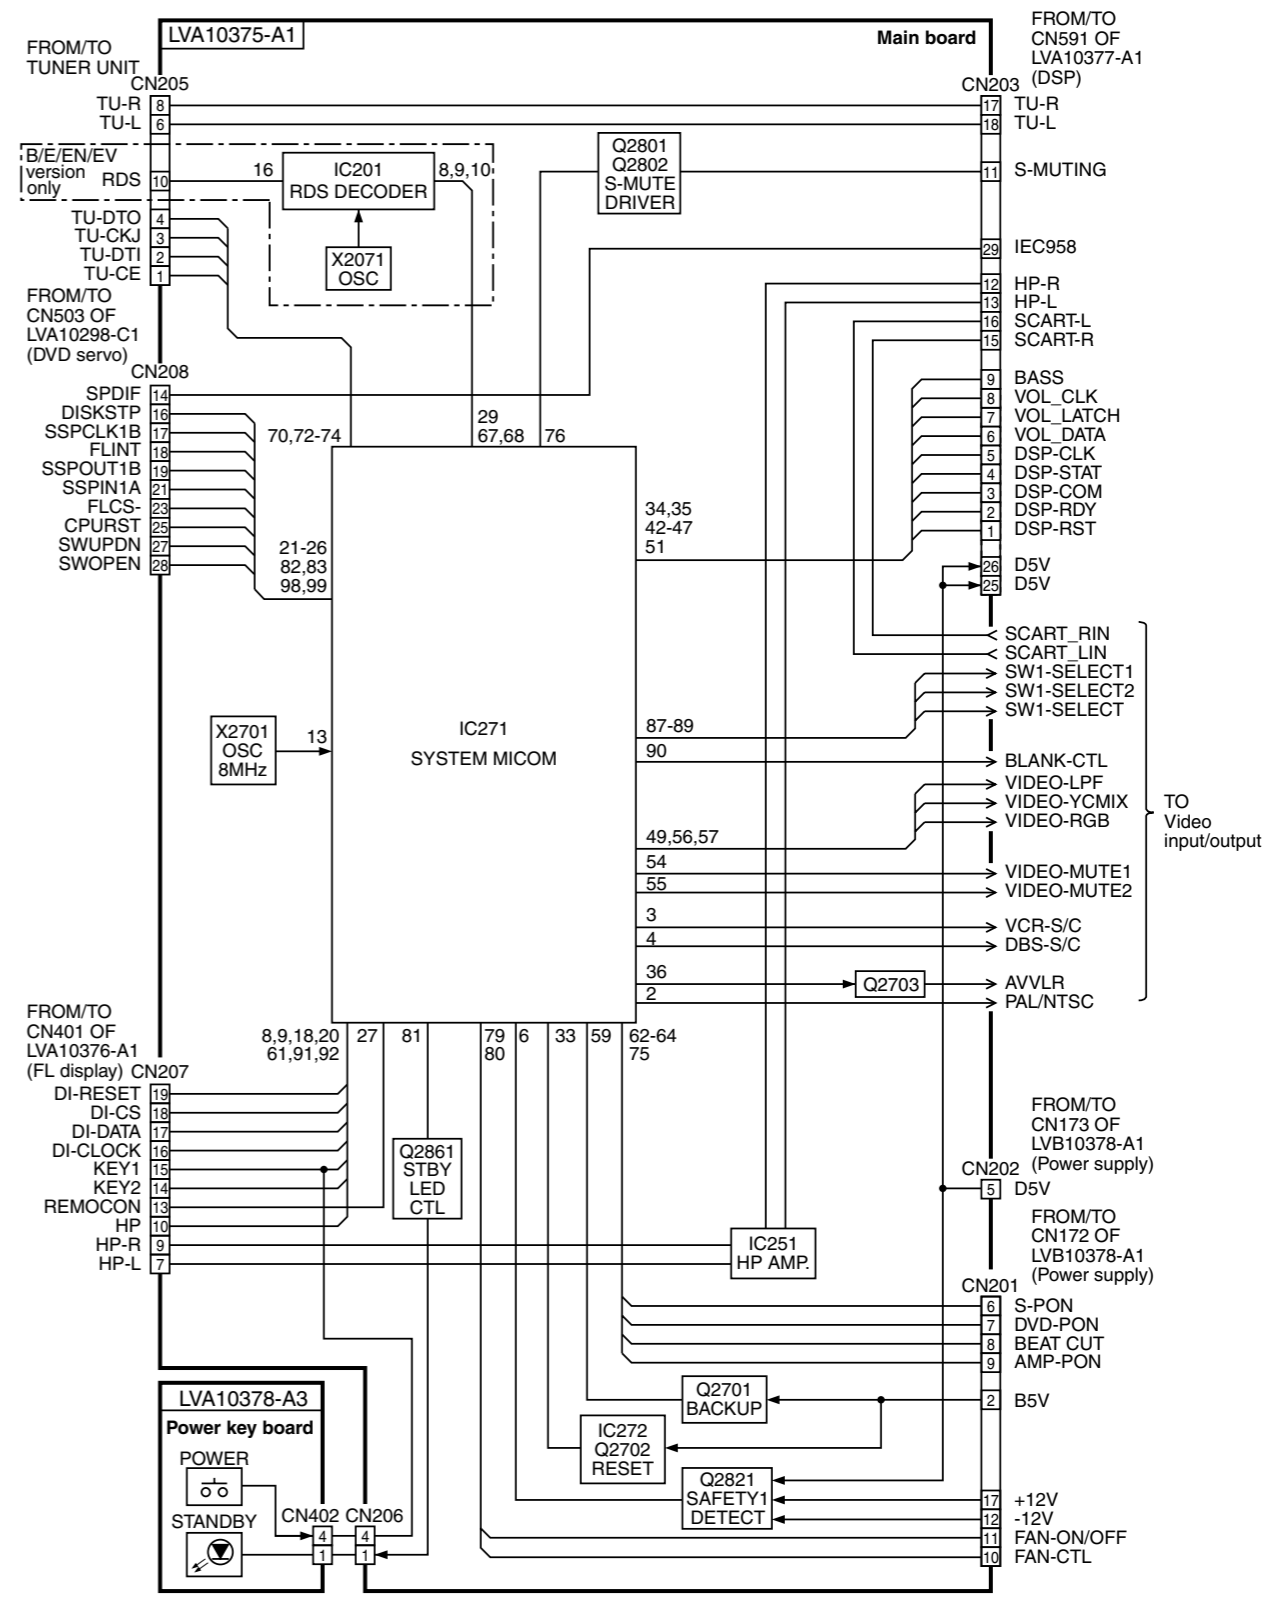 LVA10375-A1
Main board
FROM/TO
TUNER UNIT
CN205
TU-R 8
TU-L 6
B/E/EN/EV
version
only
RDS 10
16
IC201
RDS DECODER
8,9,10
X2071
OSC
TU-DTO 4
TU-CKJ 3
TU-DTI 2
TU-CE 1
FROM/TO
CN503 OF
LVA10298-C1
(DVD servo)
CN208
SPDIF 14
DISKSTP 16
SSPCLK1B 17
FLINT 18
SSPOUT1B 19
SSPIN1A 21
FLCS- 23
CPURST 25
SWUPDN 27
SWOPEN 28
Q2801
Q2802
S-MUTE
DRIVER
FROM/TO
CN591 OF
LVA10377-A1
(DSP)
CN203
17 TU-R
18 TU-L
11 S-MUTING
29 IEC958
12 HP-R
13 HP-L
16 SCART-L
15 SCART-R
9 BASS
8 VOL_CLK
7 VOL_LATCH
6 VOL_DATA
5 DSP-CLK
4 DSP-STAT
3 DSP-COM
2 DSP-RDY
1 DSP-RST
26 D5V
25 D5V
70,72-74
29
67,68
76
21-26
82,83
98,99
34,35
42-47
51
X2701
OSC
8MHz
13
IC271
SYSTEM MICOM
87-89
90
49,56,57
54
55
3
4
36
2
Q2703
SCART_RIN
SCART_LIN
SW1-SELECT1
SW1-SELECT2
SW1-SELECT
BLANK-CTL
VIDEO-LPF
VIDEO-YCMIX
VIDEO-RGB
VIDEO-MUTE1
VIDEO-MUTE2
VCR-S/C
DBS-S/C
AVVLR
PAL/NTSC
TO
Video
input/output
8,9,18,20
61,91,92
27
81
79
80
6
33
59
62-64
75
FROM/TO
CN401 OF
LVA10376-A1
(FL display)
CN207
DI-RESET 19
DI-CS 18
DI-DATA 17
DI-CLOCK 16
KEY1 15
KEY2 14
REMOCON 13
HP 10
HP-R 9
HP-L 7
Q2861
STBY
LED
CTL
IC251
HP AMP.
FROM/TO
CN173 OF
LVB10378-A1
(Power supply)
CN202
5 D5V
FROM/TO
CN172 OF
LVB10378-A1
(Power supply)
CN201
6 S-PON
7 DVD-PON
8 BEAT CUT
9 AMP-PON
2 B5V
17 +12V
12 -12V
11 FAN-ON/OFF
10 FAN-CTL
Q2701
BACKUP
IC272
Q2702
RESET
Q2821
SAFETY1
DETECT
LVA10378-A3
Power key board
POWER
STANDBY
CN402
4
1
CN206
4
1